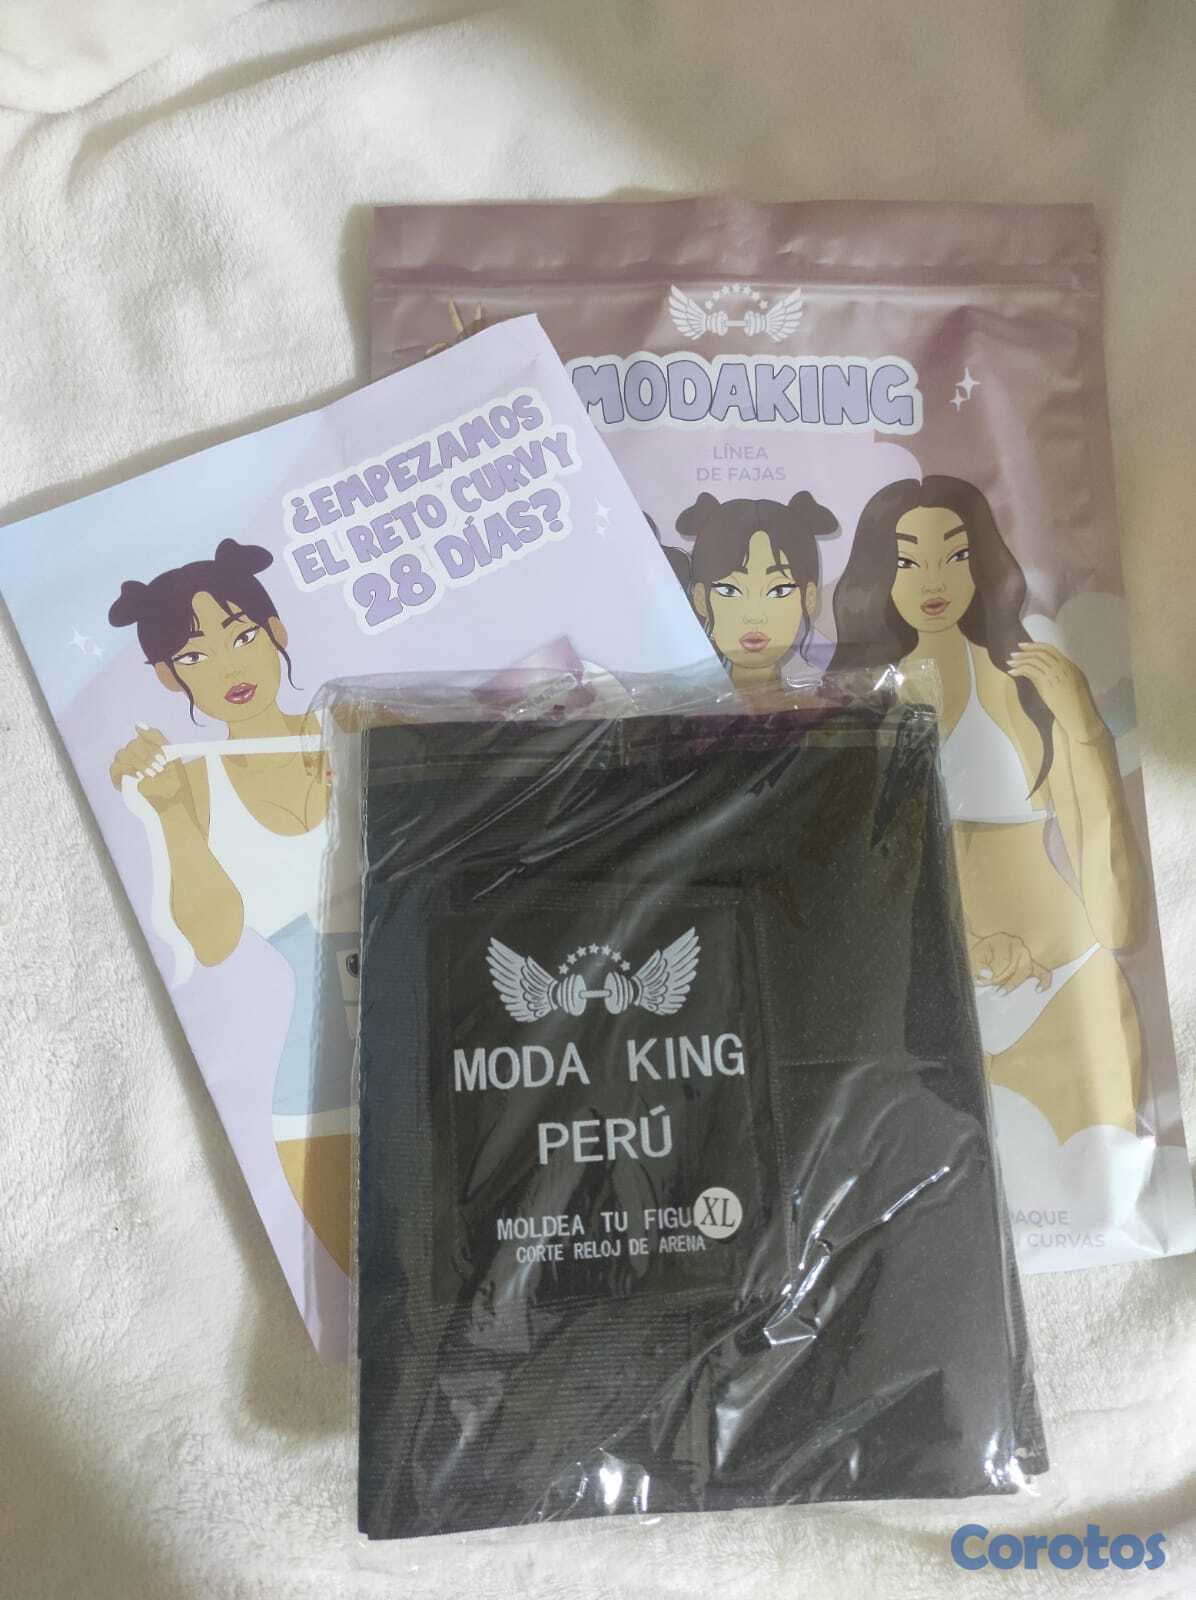 MODAKING
LÍNEA
DE FAJAS
¿EMPEZAMOS
EL RETO CURVY
28 DÍAS?
MODA KING
PERÚ
MOLDEA TU FIGU
XL
CORTE RELOJ DE ARENA
CURVAS
Corotos